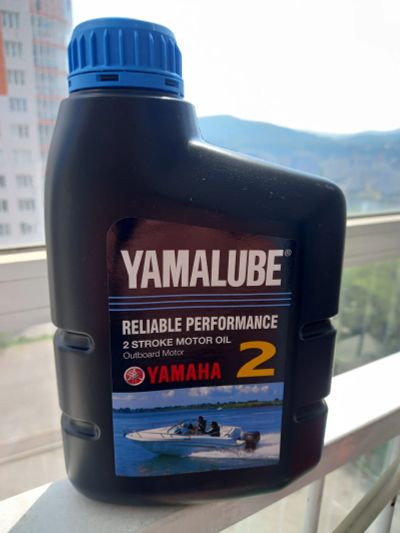 YAMALUBE®
RELIABLE PERFORMANCE
2 STROKE MOTOR OIL
Outboard Motor
YAMAHA 2